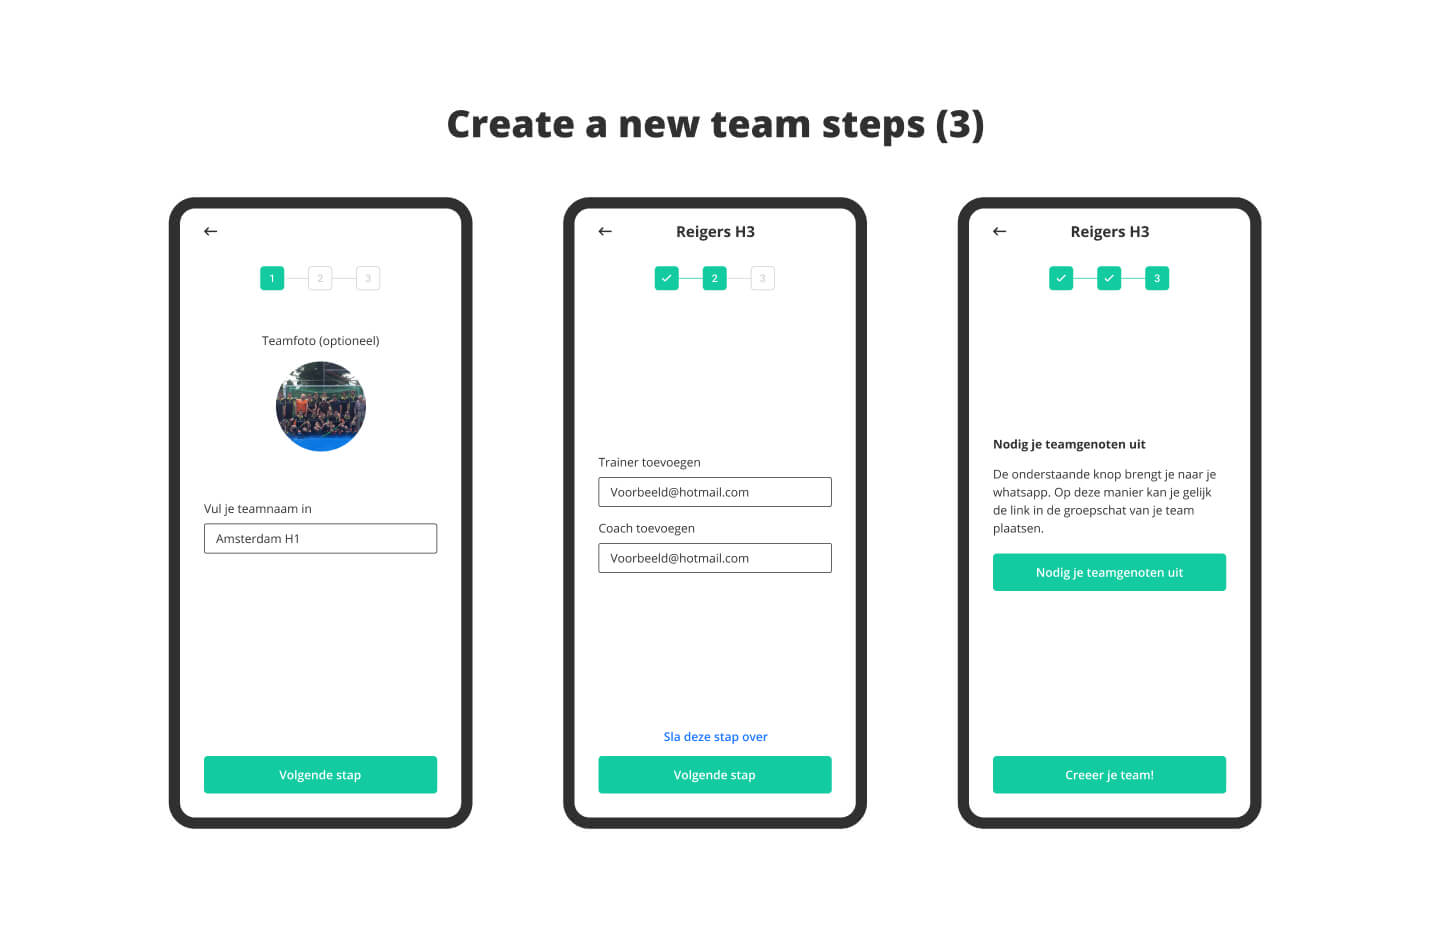 Create a new team steps (3)
1 2 3
Teamfoto (optioneel)
Vul je teamnaam in
Amsterdam H1
Volgende stap
Reigers H3
2 3
Trainer toevoegen
Voorbeeld@hotmail.com
Coach toevoegen
Voorbeeld@hotmail.com
Sla deze stap over
Volgende stap
Reigers H3
3
Nodig je teamgenoten uit
De onderstaande knop brengt je naar je
whatsapp. Op deze manier kan je gelijk
de link in de groepschat van je team
plaatsen.
Nodig je teamgenoten uit
Creeer je team!